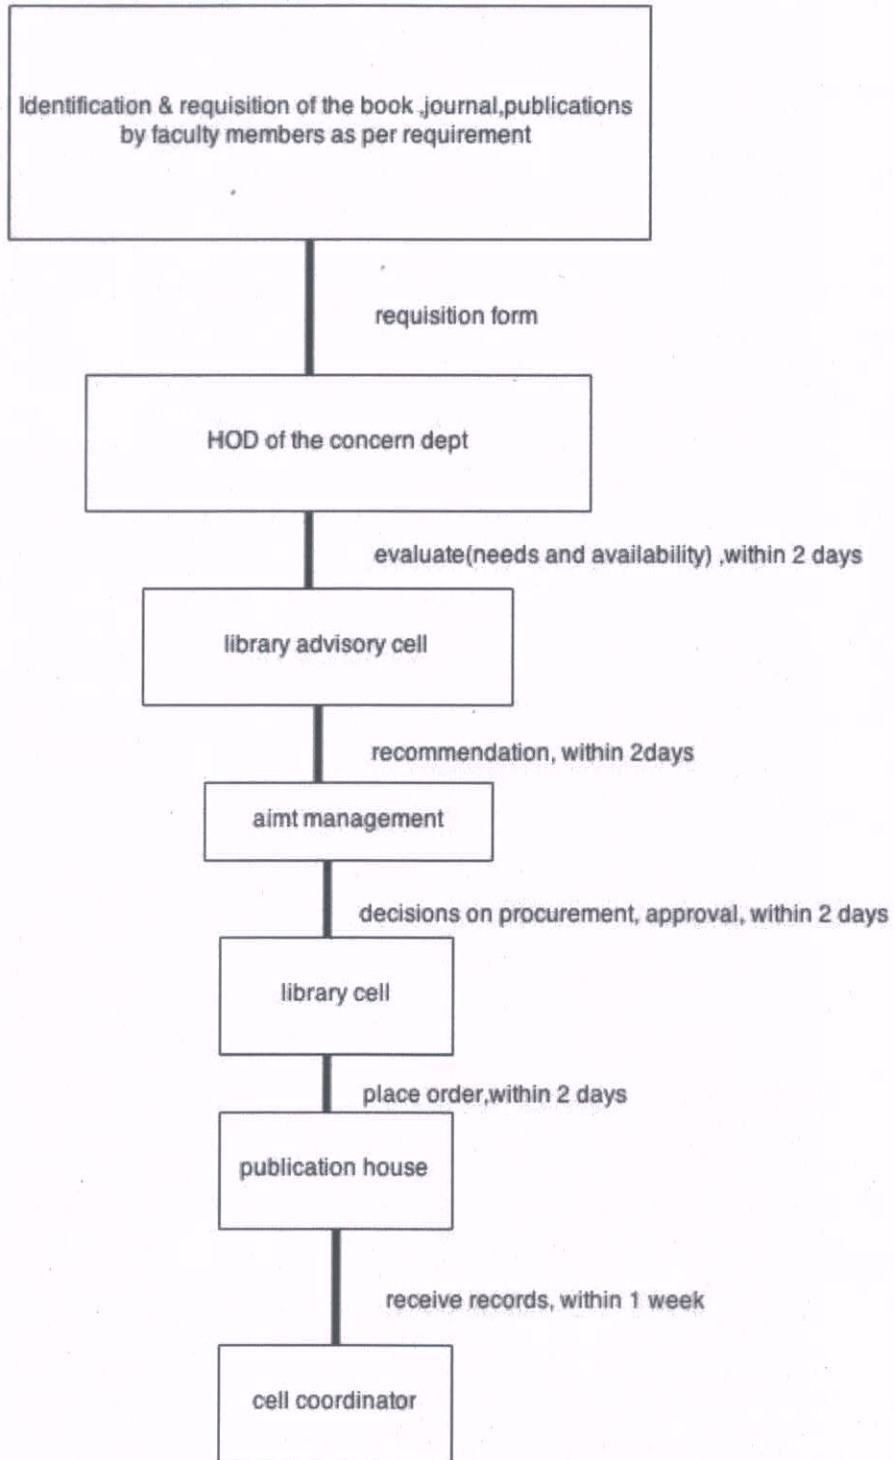 Identification & requisition of the book ,journal,publications
by faculty members as per requirement
requisition form
HOD of the concern dept
evaluate(needs and availability) ,within 2 days
library advisory cell
recommendation, within 2days
aimt management
decisions on procurement, approval, within 2 days
library cell
place order,within 2 days
publication house
receive records, within 1 week
cell coordinator